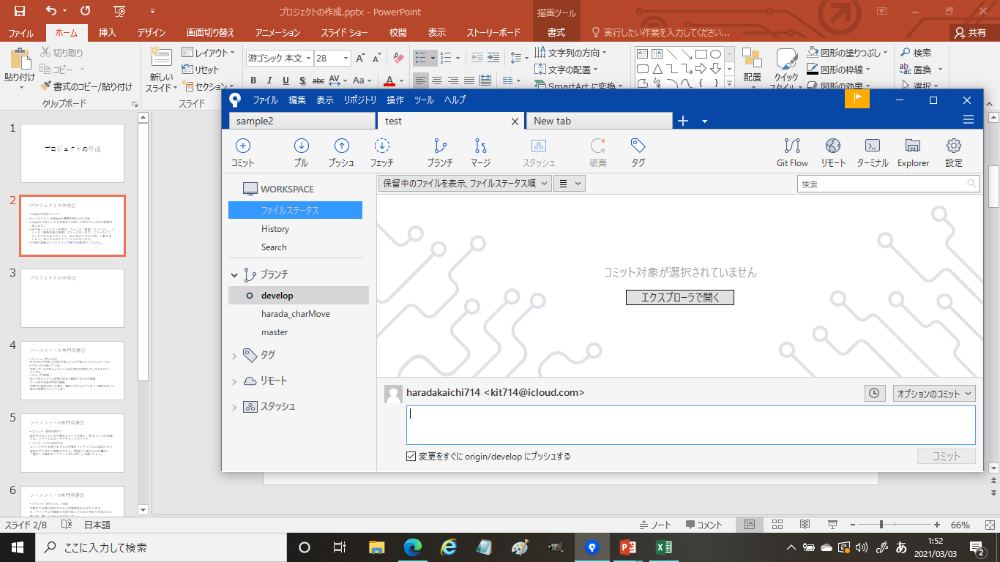 プロジェクトの作成.pptx - PowerPoint
描画ツール
ファイル ホーム 挿入 デザイン 画面切り替え アニメーション スライド ショー 校閲 表示 ストーリーボード 書式 実行したい作業を入力してください... 共有
貼り付け
切り取り
コピー
書式のコピー/貼り付け
クリップボード
新しい
スライド
レイアウト
リセット
セクション
スライド
游ゴシック 本文 28
B I U S abc AV Aa A
文字列の方向
文字の配置
SmartArt に変換
配置
クイック
スタイル
図形の塗りつぶし
図形の枠線
図形の効果
検索
置換
選択
1
プロジェクトの作成
2
プロジェクトの作成①
3
プロジェクトの作成②
4
ソースツリーの専門用語①
5
ソースツリーの専門用語②
6
ソースツリーの専門用語③
ファイル 編集 表示 リポジトリ 操作 ツール ヘルプ
sample2
test
New tab
コミット プル プッシュ フェッチ ブランチ マージ スタッシュ 破棄 タグ Git Flow リモート ターミナル Explorer 設定
WORKSPACE
ファイルステータス
History
Search
ブランチ
develop
harada_charMove
master
タグ
リモート
スタッシュ
保留中のファイルを表示, ファイルステータス順
検索
コミット対象が選択されていません
エクスプローラで開く
haradakaichi714 <kit714@icloud.com>
オプションのコミット
変更をすぐに origin/develop にプッシュする
コミット
スライド 2/8 日本語 ノート コメント 66%
ここに入力して検索
あ
1:52
2021/03/03
2